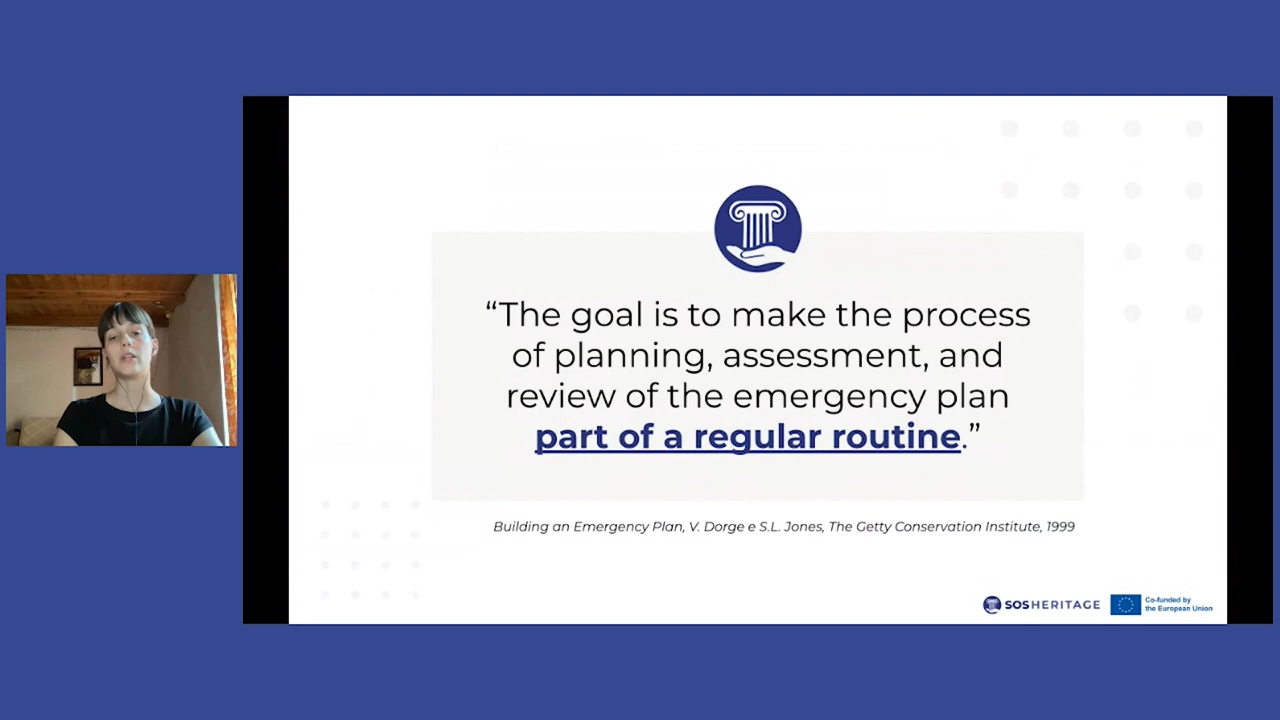 “The goal is to make the process
of planning, assessment, and
review of the emergency plan
part of a regular routine.”
Building an Emergency Plan, V. Dorge e S.L. Jones, The Getty Conservation Institute, 1999
SOSHERITAGE
Co-funded by
the European Union